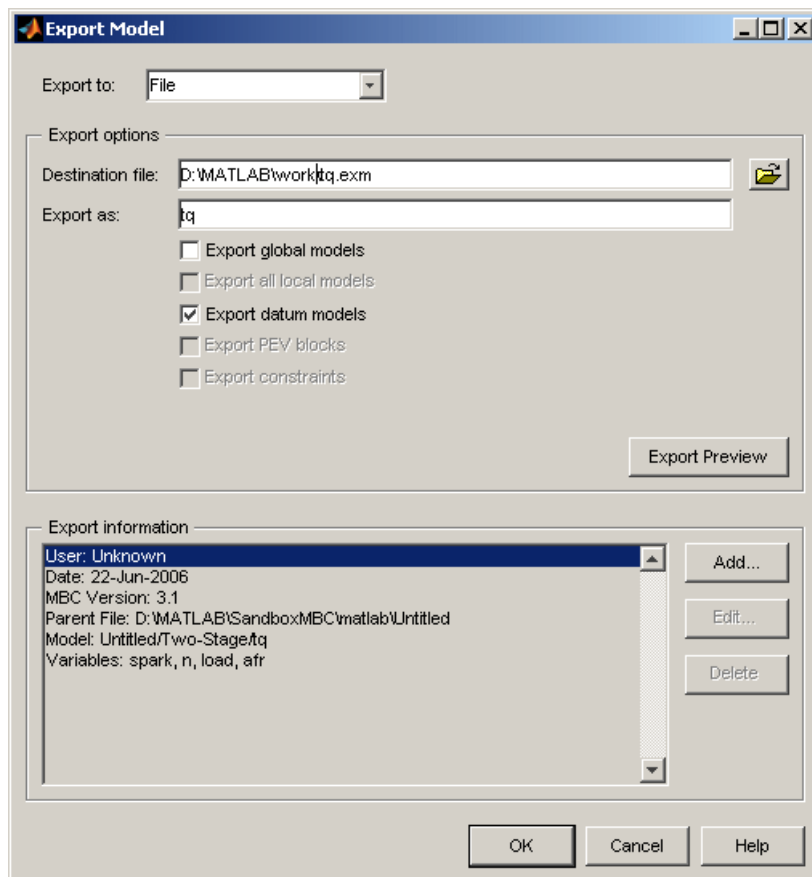 Export Model
Export to: File
Export options
Destination file: D:\MATLAB\work\tq.exm
Export as: tq
Export global models
Export all local models
Export datum models
Export PEV blocks
Export constraints
Export Preview
Export information
User: Unknown
Add...
Date: 22-Jun-2006
MBC Version: 3.1
Parent File: D:\MATLAB\SandboxMBC\matlab\Untitled
Edit...
Model: Untitled/Two-Stage/tq
Variables: spark, n, load, afr
Delete
OK Cancel Help